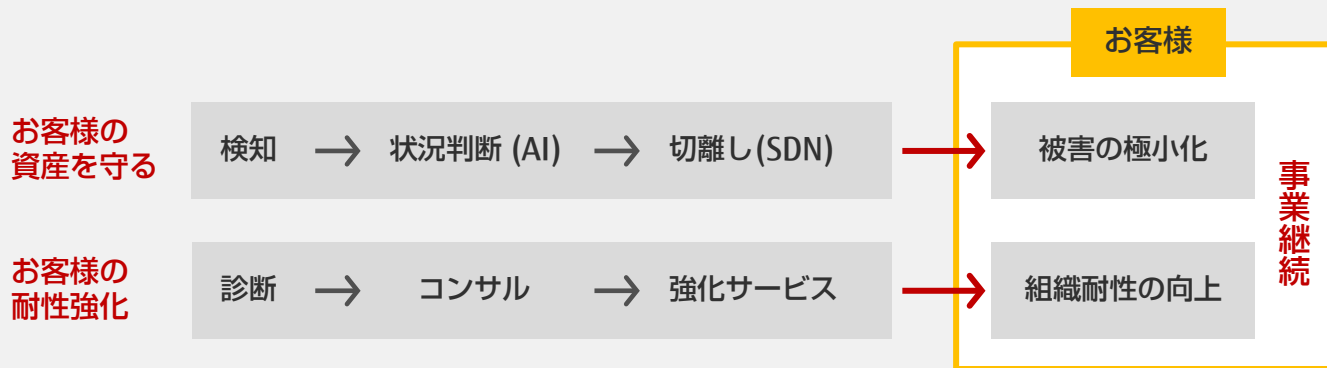 お客様
お客様の
資産を守る
検知 → 状況判断 (AI) → 切離し(SDN) → 被害の極小化
お客様の
耐性強化
診断 → コンサル → 強化サービス → 組織耐性の向上
事業継続